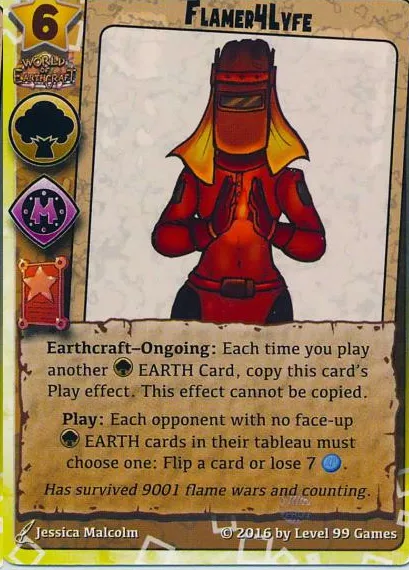 6
FLAMER4LYFE
WORLD
OF
EARTHCRAFT
M
Earthcraft–Ongoing: Each time you play
another EARTH Card, copy this card's
Play effect. This effect cannot be copied.
Play: Each opponent with no face-up
EARTH cards in their tableau must
choose one: Flip a card or lose 7 .
Has survived 9001 flame wars and counting.
Jessica Malcolm
© 2016 by Level 99 Games